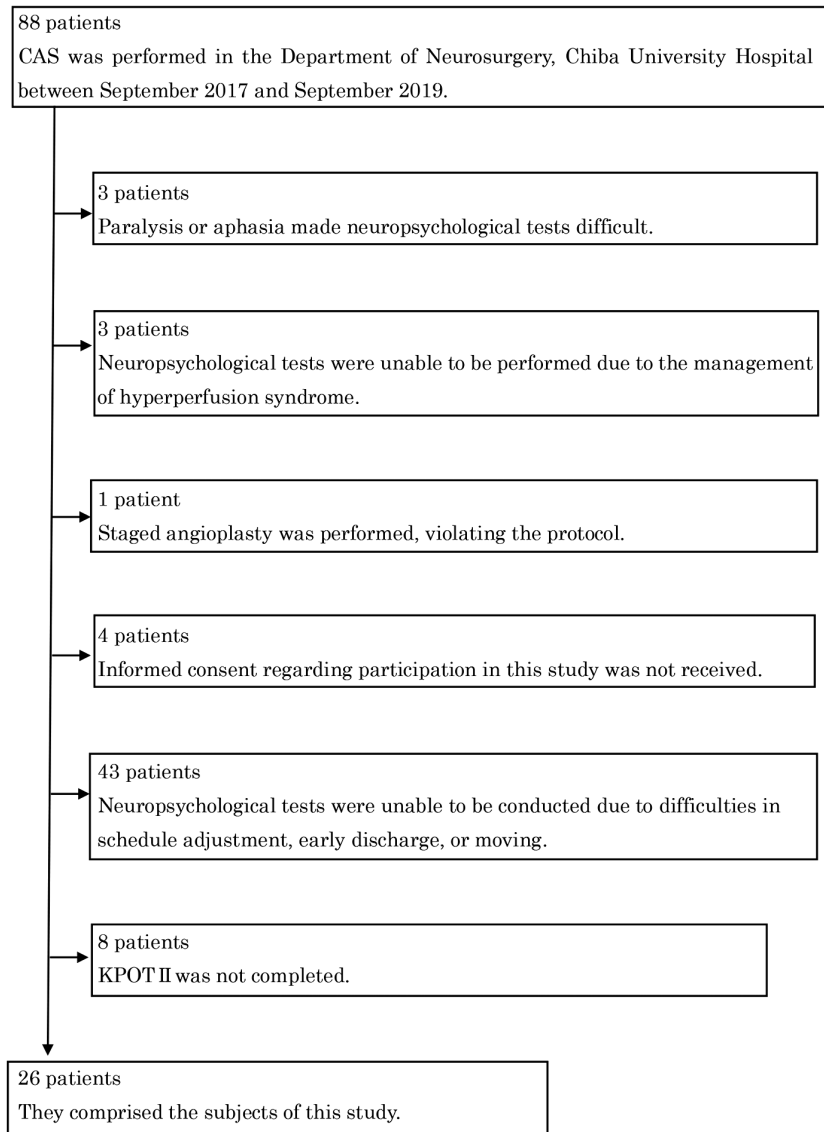 88 patients
CAS was performed in the Department of Neurosurgery, Chiba University Hospital
between September 2017 and September 2019.
3 patients
Paralysis or aphasia made neuropsychological tests difficult.
3 patients
Neuropsychological tests were unable to be performed due to the management
of hyperperfusion syndrome.
1 patient
Staged angioplasty was performed, violating the protocol.
4 patients
Informed consent regarding participation in this study was not received.
43 patients
Neuropsychological tests were unable to be conducted due to difficulties in
schedule adjustment, early discharge, or moving.
8 patients
KPOTⅡ was not completed.
26 patients
They comprised the subjects of this study.